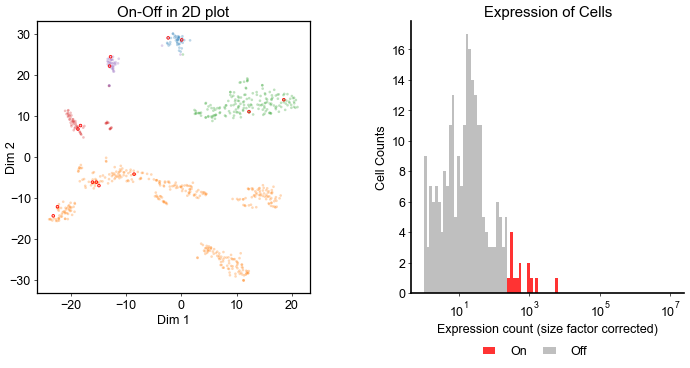 On-Off in 2D plot
30
20
10
0
−10
−20
−30
Dim 2
−20 −10 0 10 20
Dim 1
Expression of Cells
16
14
12
10
8
6
4
2
0
Cell Counts
10^1 10^3 10^5 10^7
Expression count (size factor corrected)
On Off